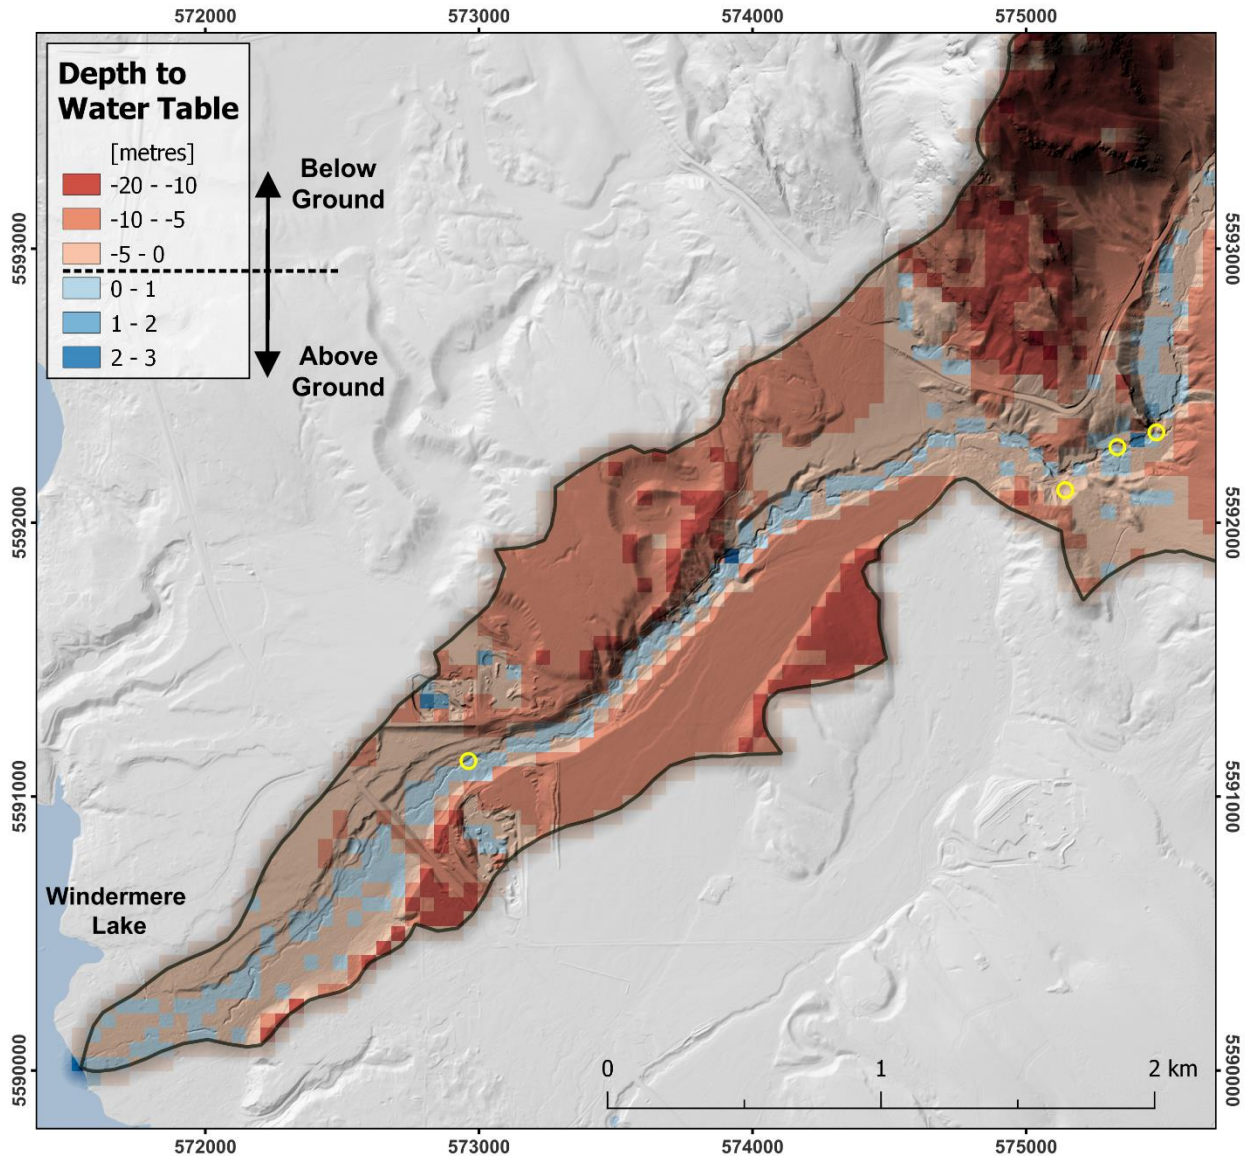 572000
573000
574000
575000
Depth to
Water Table
[metres]
-20 - -10
-10 - -5
-5 - 0
0 - 1
1 - 2
2 - 3
Below
Ground
Above
Ground
5593000
5592000
5591000
5590000
5593000
5592000
5591000
5590000
Windermere
Lake
0 1 2 km
572000
573000
574000
575000